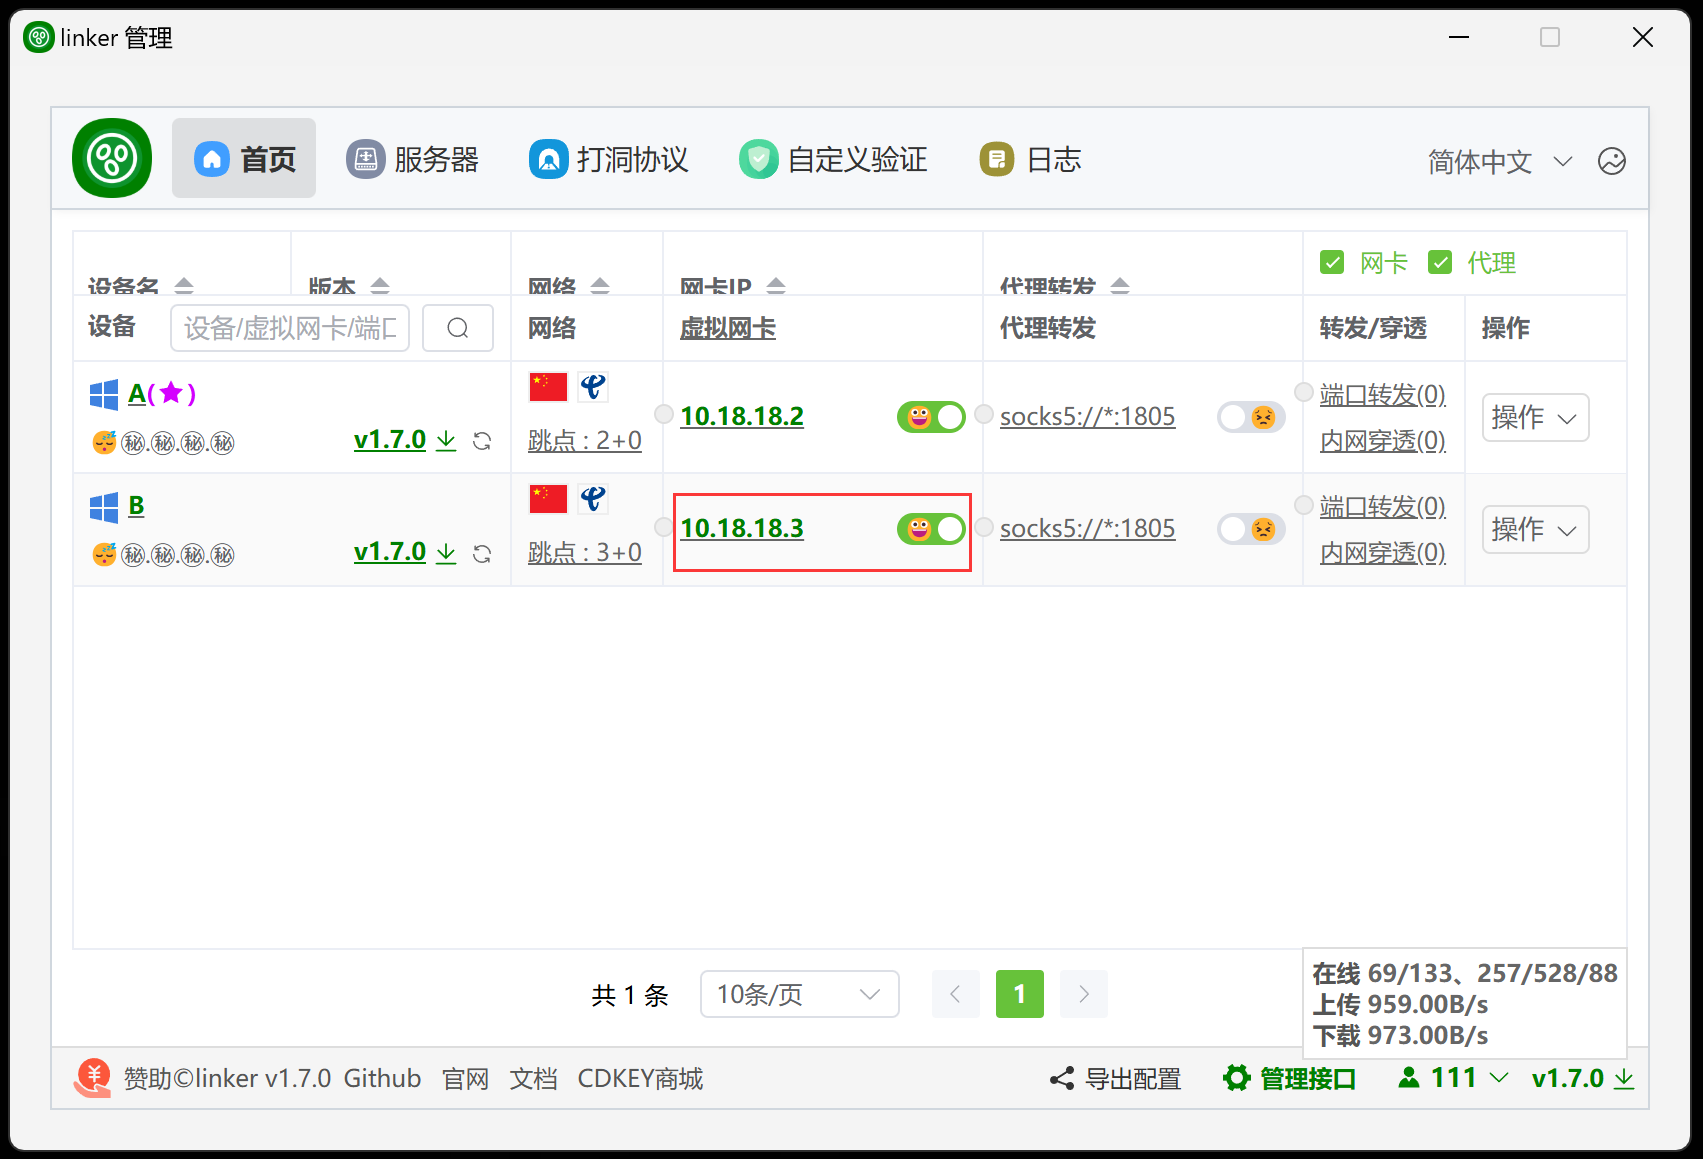 linker 管理
首页 服务器 打洞协议 自定义验证 日志 简体中文
设备名 版本 网络 网卡IP 代理转发 网卡 代理
设备 设备/虚拟网卡/端口 网络 虚拟网卡 代理转发 转发/穿透 操作
A(★)
㊙.㊙.㊙.㊙ v1.7.0
跳点 : 2+0
10.18.18.2
socks5://*:1805
端口转发(0)
内网穿透(0)
操作
B
㊙.㊙.㊙.㊙ v1.7.0
跳点 : 3+0
10.18.18.3
socks5://*:1805
端口转发(0)
内网穿透(0)
操作
共 1 条 10条/页 1
在线 69/133、257/528/88
上传 959.00B/s
下载 973.00B/s
赞助©linker v1.7.0 Github 官网 文档 CDKEY商城 导出配置 管理接口 111 v1.7.0